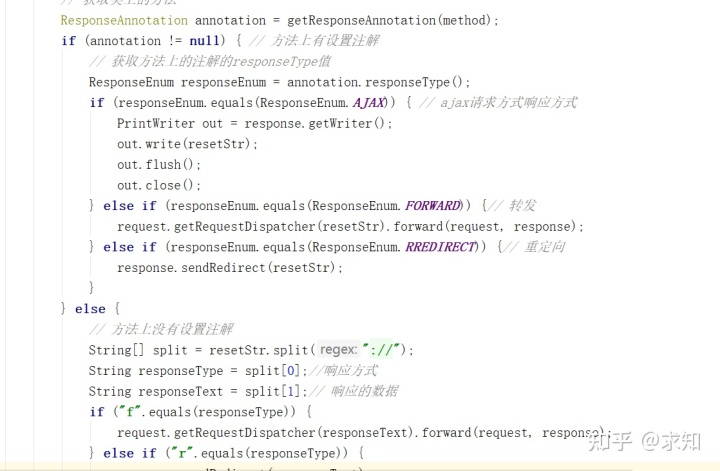 // 获取类上的方法
ResponseAnnotation annotation = getResponseAnnotation(method);
if (annotation != null) { // 方法上有设置注解
// 获取方法上的注解的responseType值
ResponseEnum responseEnum = annotation.responseType();
if (responseEnum.equals(ResponseEnum.AJAX)) { // ajax请求方式响应方式
PrintWriter out = response.getWriter();
out.write(resetStr);
out.flush();
out.close();
} else if (responseEnum.equals(ResponseEnum.FORWARD)) {// 转发
request.getRequestDispatcher(resetStr).forward(request, response);
} else if (responseEnum.equals(ResponseEnum.RREDIRECT)) {// 重定向
response.sendRedirect(resetStr);
}
} else {
// 方法上没有设置注解
String[] split = resetStr.split( regex: "://");
String responseType = split[0];//响应方式
String responseText = split[1];// 响应的数据
if ("f".equals(responseType)) {
request.getRequestDispatcher(responseText).forward(request, response);
} else if ("r".equals(responseType)) {
知乎 @求知